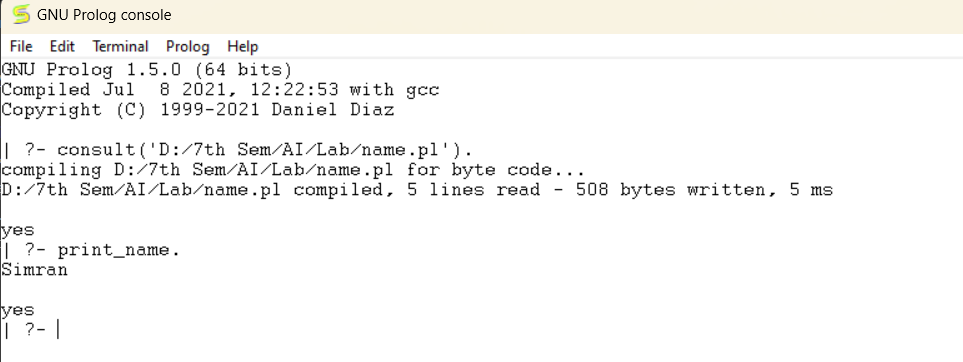 GNU Prolog console
File Edit Terminal Prolog Help
GNU Prolog 1.5.0 (64 bits)
Compiled Jul  8 2021, 12:22:53 with gcc
Copyright (C) 1999-2021 Daniel Diaz
| ?- consult('D:/7th Sem/AI/Lab/name.pl').
compiling D:/7th Sem/AI/Lab/name.pl for byte code...
D:/7th Sem/AI/Lab/name.pl compiled, 5 lines read - 508 bytes written, 5 ms
yes
| ?- print_name.
Simran
yes
| ?-